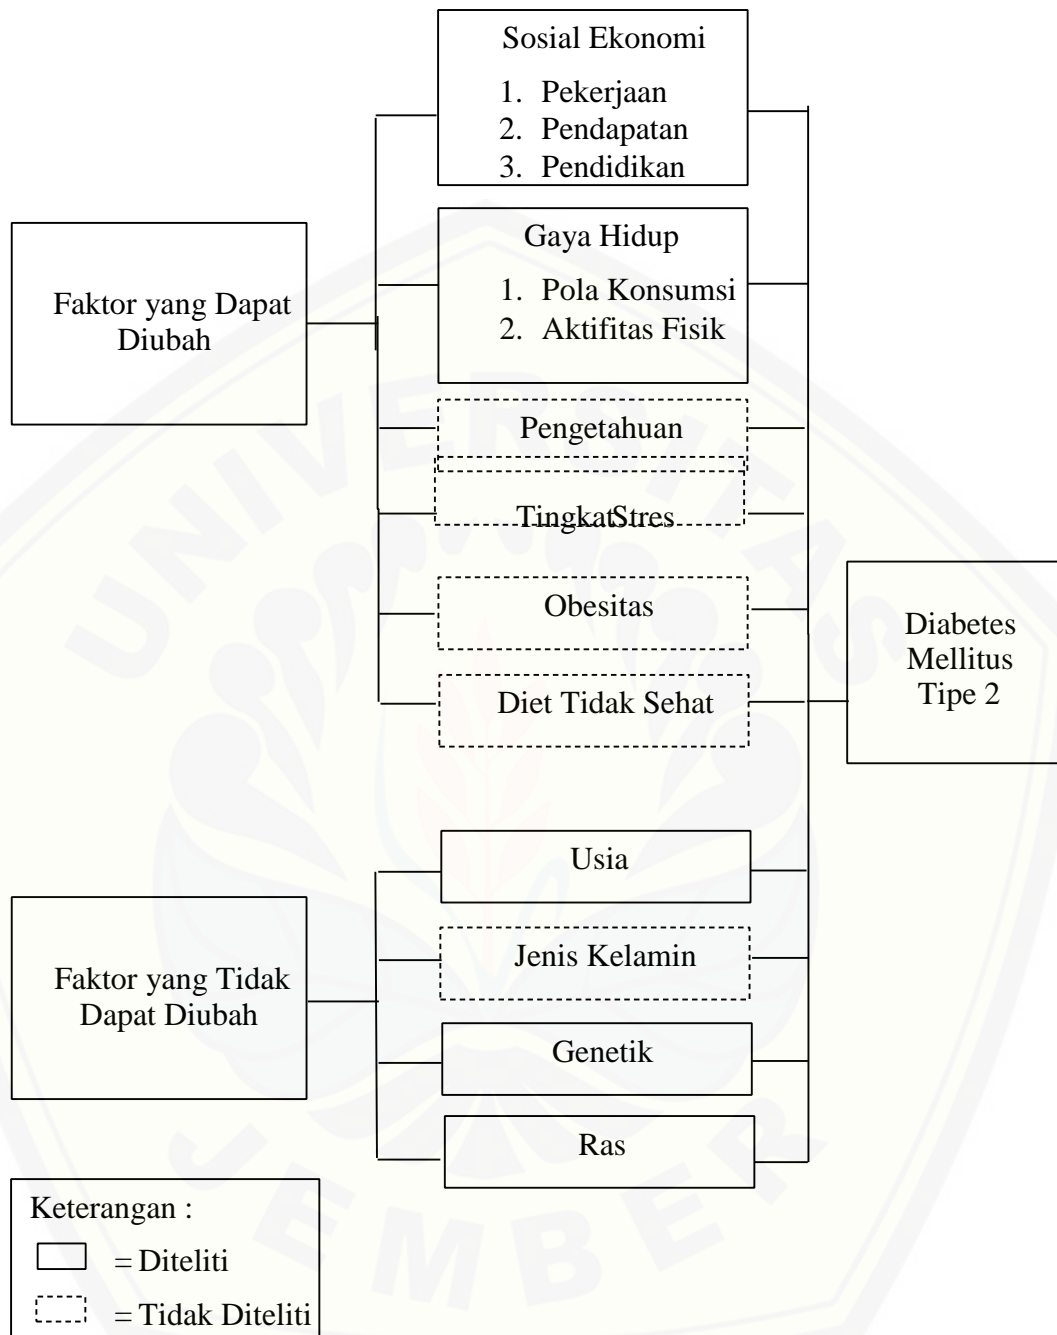 Sosial Ekonomi
1. Pekerjaan
2. Pendapatan
3. Pendidikan
Gaya Hidup
1. Pola Konsumsi
2. Aktifitas Fisik
Faktor yang Dapat
Diubah
Pengetahuan
TingkatStres
Obesitas
Diet Tidak Sehat
Diabetes
Mellitus
Tipe 2
Usia
Jenis Kelamin
Genetik
Ras
Faktor yang Tidak
Dapat Diubah
Keterangan :
= Diteliti
= Tidak Diteliti
UNIVERSITAS
JEMBER